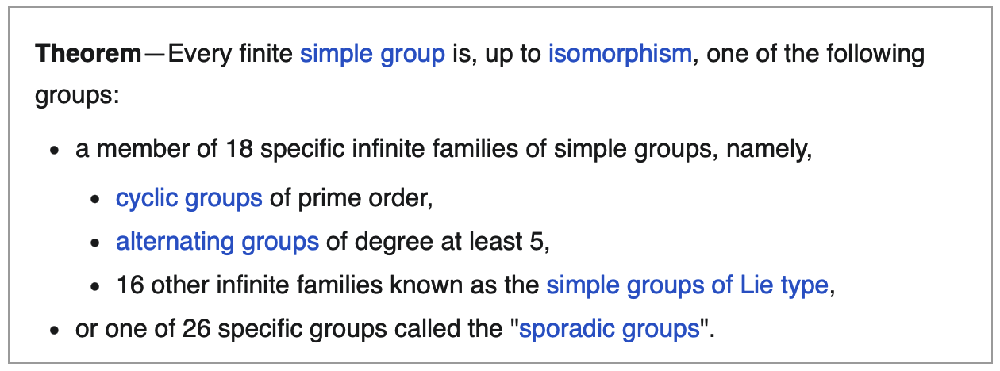 Theorem—Every finite simple group is, up to isomorphism, one of the following
groups:
• a member of 18 specific infinite families of simple groups, namely,
• cyclic groups of prime order,
• alternating groups of degree at least 5,
• 16 other infinite families known as the simple groups of Lie type,
• or one of 26 specific groups called the "sporadic groups".